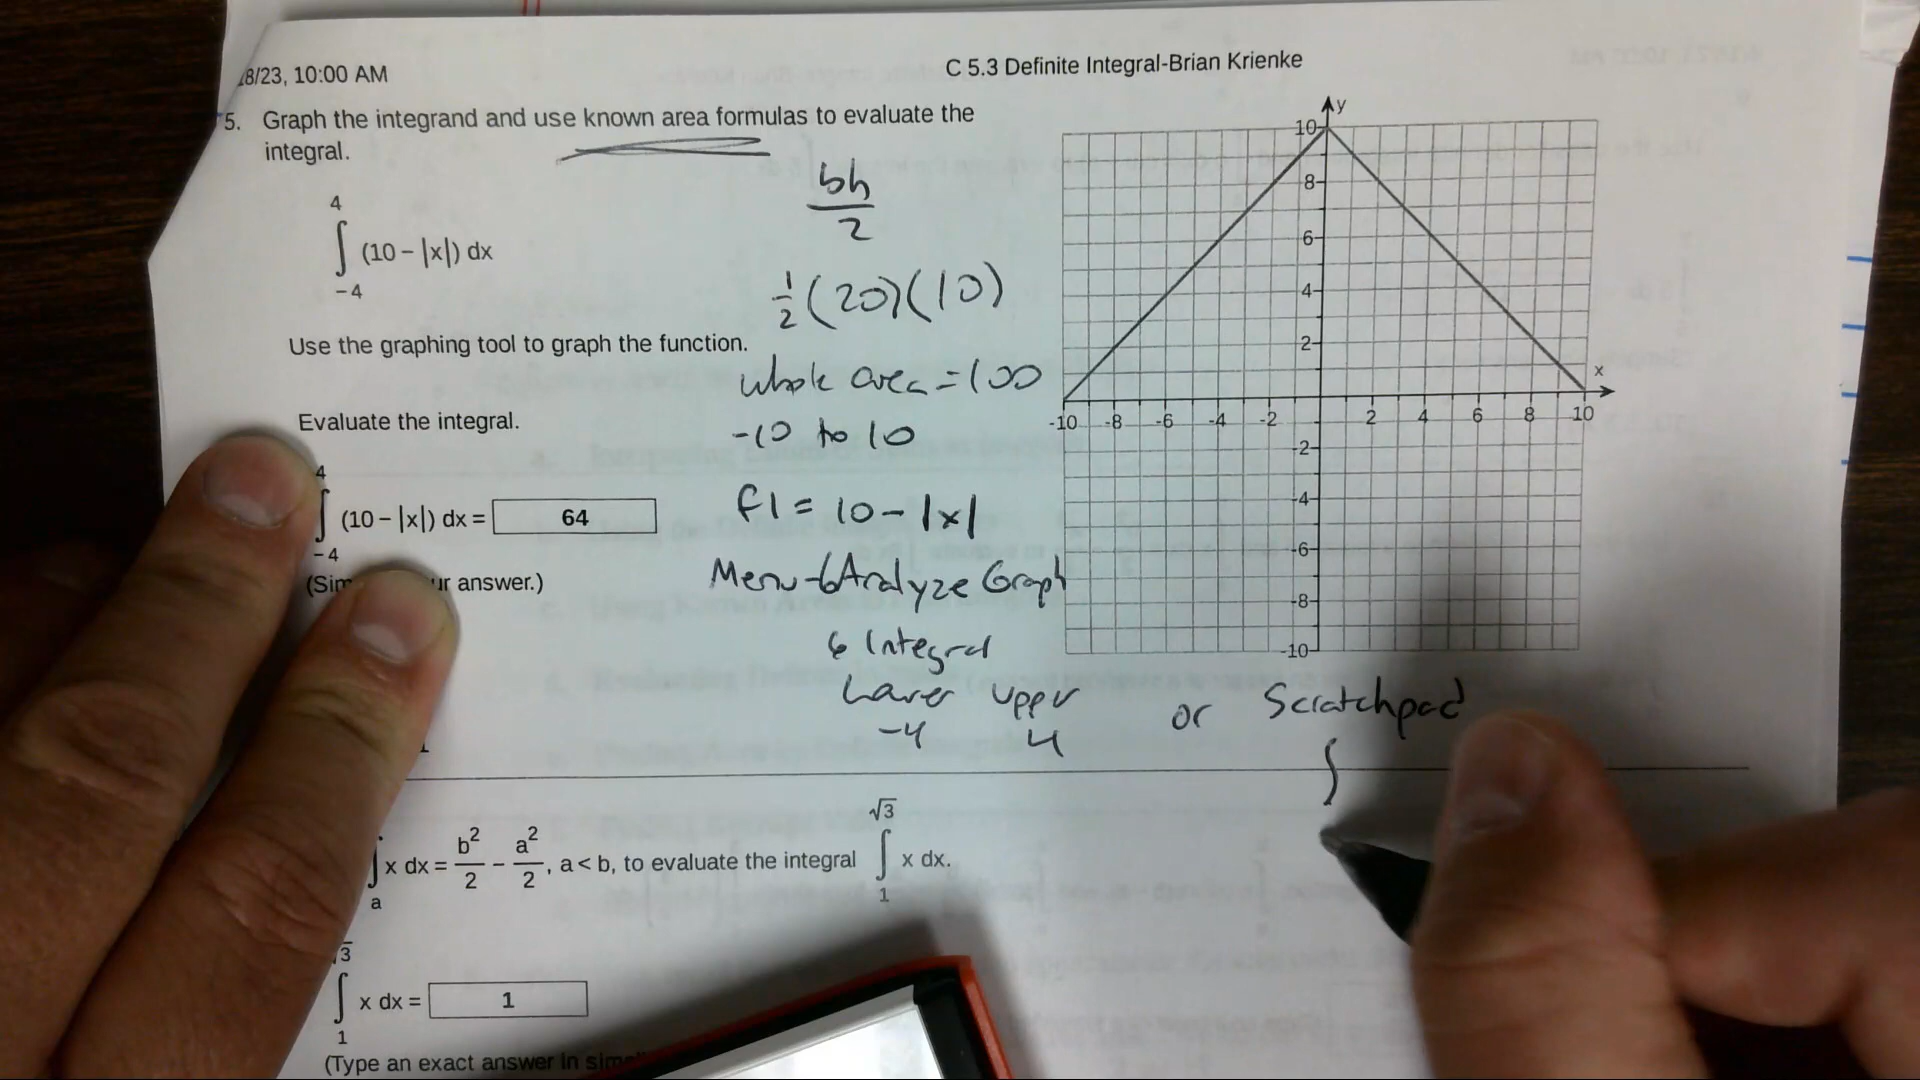 8/23, 10:00 AM
C 5.3 Definite Integral-Brian Krienke
5. Graph the integrand and use known area formulas to evaluate the
integral.
4
∫ (10 − |x|) dx
−4
Use the graphing tool to graph the function.
Evaluate the integral.
4
∫ (10 − |x|) dx = 64
−4
answer.)
bh
2
1/2 (20)(10)
whole area = 100
-10 to 10
f1 = 10 - |x|
Menu - 6 Analyze Graph
6 Integral
Lower Upper
-4 4
or Scratchpad
∫
y
10
8
6
4
2
x
-10 -8 -6 -4 -2 2 4 6 8 10
-2
-4
-6
-8
-10
∫ x dx = b²/2 − a²/2, a < b, to evaluate the integral ∫ x dx.
a
√3
1
√3
∫ x dx = 1
1
(Type an exact answer in